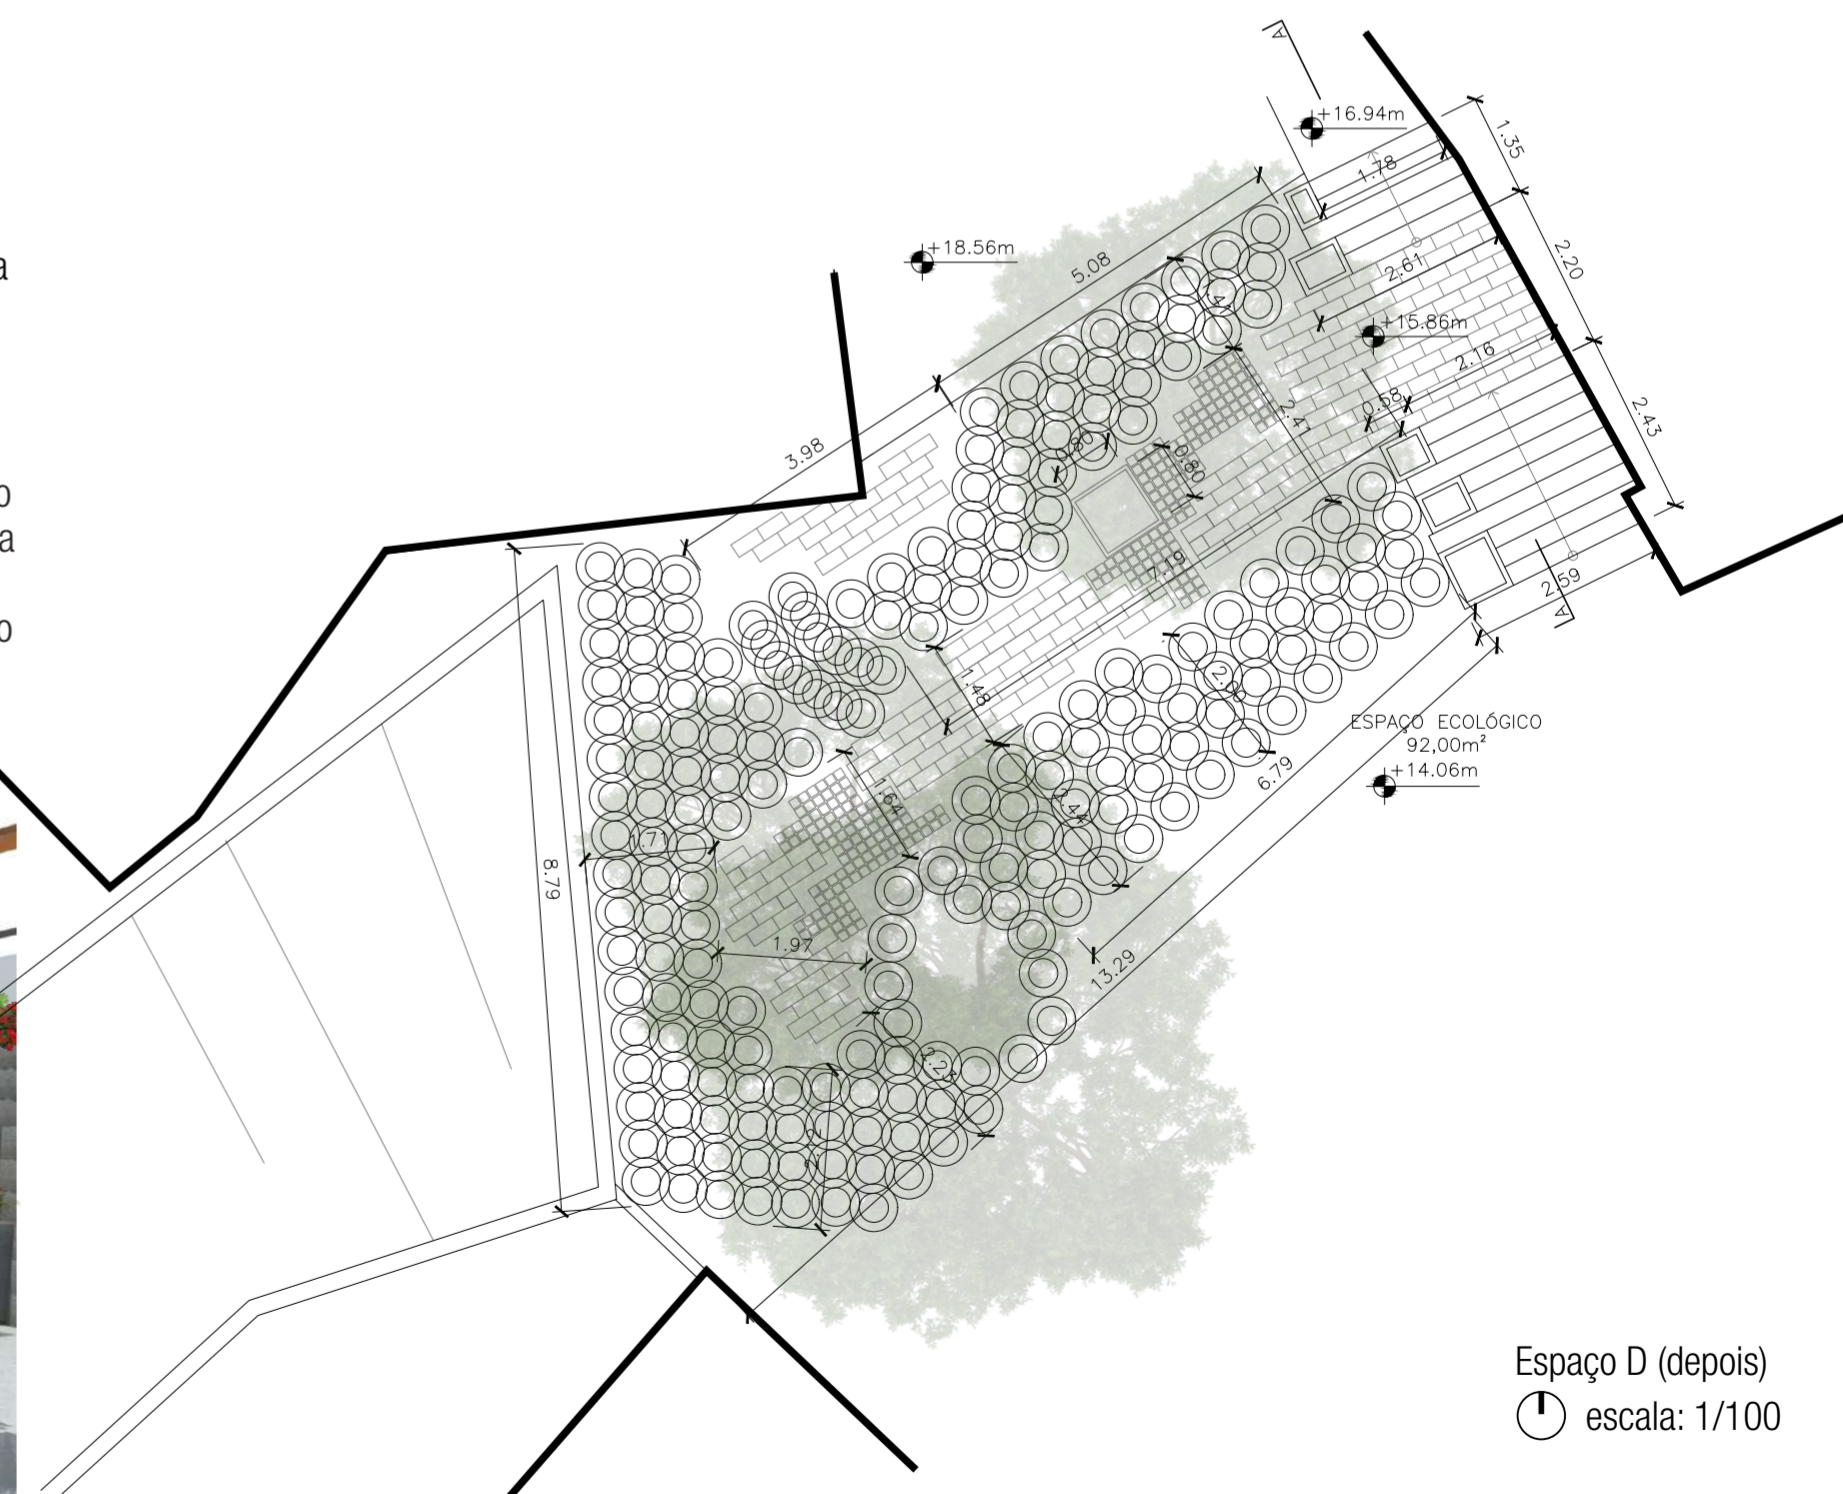 A
+16.94m
1.35
1.78
+18.56m
2.20
5.08
2.61
+15.86m
2.16
0.58
2.43
2.41
3.98
0.80
0.80
7.19
2.59
A
1.48
ESPAÇO ECOLÓGICO
92,00m²
+14.06m
6.79
2.44
1.64
1.71
8.79
1.97
13.29
2.23
a
o
a
o
Espaço D (depois)
escala: 1/100